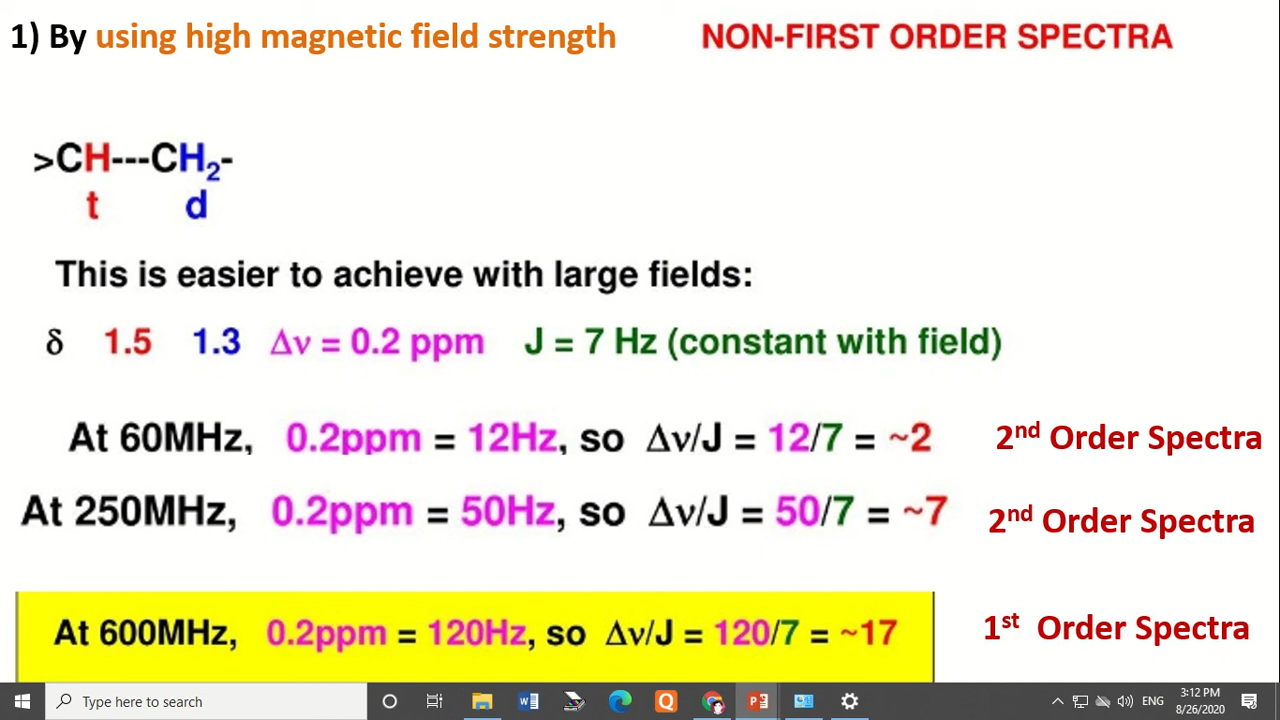 1) By using high magnetic field strength
NON-FIRST ORDER SPECTRA
>CH---CH₂-
t d
This is easier to achieve with large fields:
δ 1.5 1.3 Δν = 0.2 ppm J = 7 Hz (constant with field)
At 60MHz, 0.2ppm = 12Hz, so Δν/J = 12/7 = ~2 2nd Order Spectra
At 250MHz, 0.2ppm = 50Hz, so Δν/J = 50/7 = ~7 2nd Order Spectra
At 600MHz, 0.2ppm = 120Hz, so Δν/J = 120/7 = ~17 1st Order Spectra
Type here to search
ENG
3:12 PM
8/26/2020